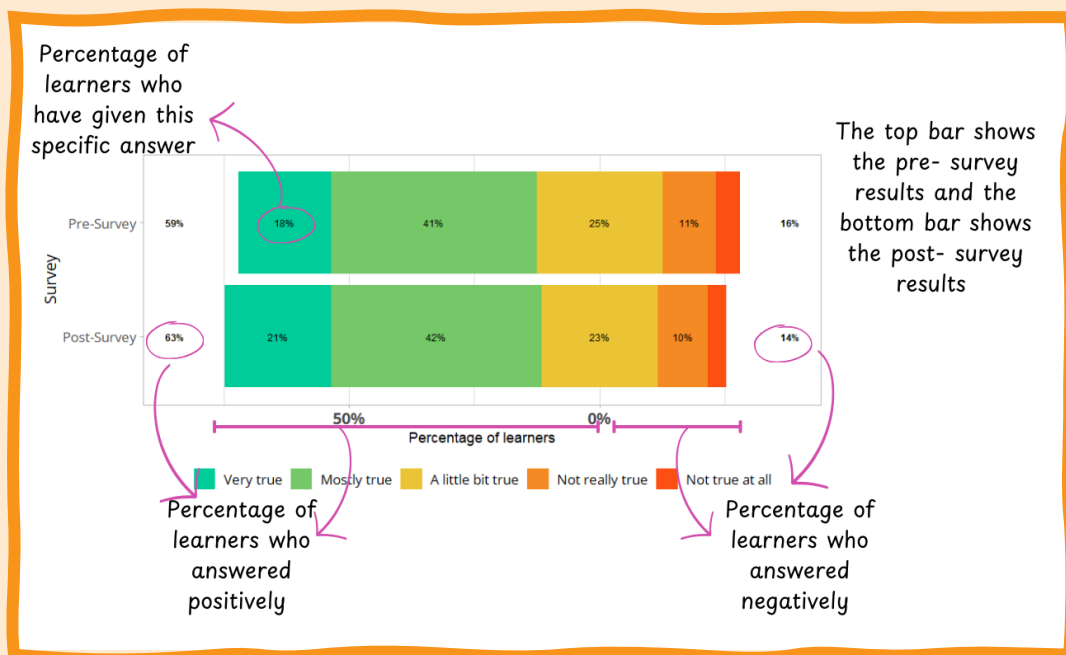 Percentage of
learners who
have given this
specific answer
The top bar shows
the pre- survey
results and the
bottom bar shows
the post- survey
results
Survey
Pre-Survey
59%
18%
41%
25%
11%
16%
Post-Survey
63%
21%
42%
23%
10%
14%
50%
0%
Percentage of learners
Very true
Mostly true
A little bit true
Not really true
Not true at all
Percentage of
learners who
answered
positively
Percentage of
learners who
answered
negatively